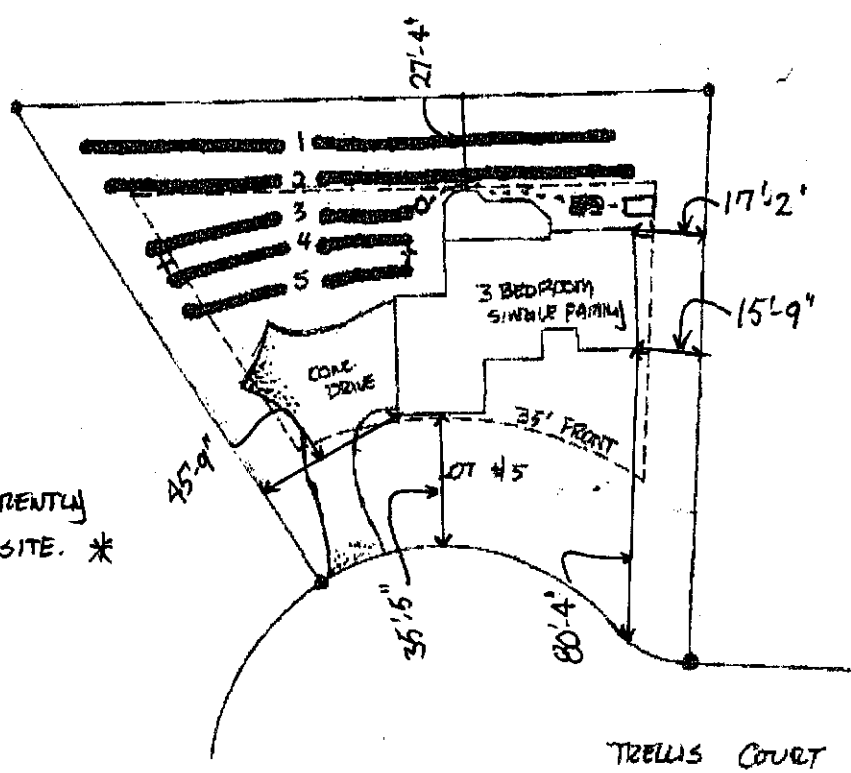 27'-4"
1
2
3
4
5
17'-2"
3 BEDROOM
SINGLE FAMILY
15'-9"
CONC.
DRIVE
35' FRONT
45'-9"
LOT #5
RENTLY
SITE. *
35'-5"
80'-4"
TRELLIS COURT